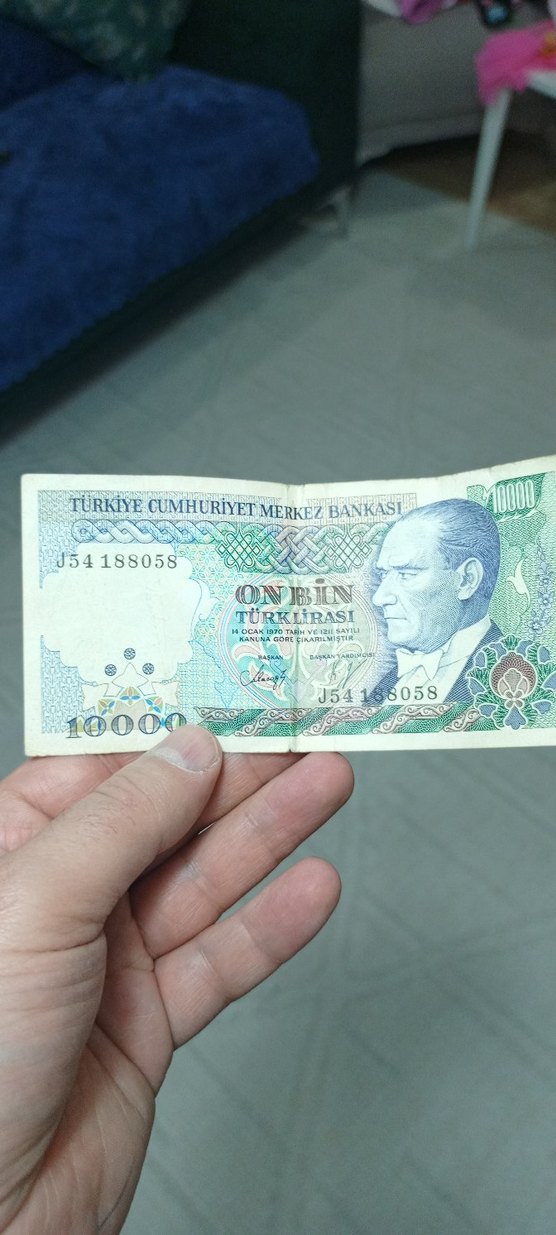 TÜRKİYE CUMHURİYET MERKEZ BANKASI
10000
J54 188058
ON BİN
TÜRK LİRASI
14 OCAK 1970 TARİH VE 1211 SAYILI
KANUNA GÖRE ÇIKARILMIŞTIR
BAŞKAN BAŞKAN YARDIMCISI
J54 188058
10000